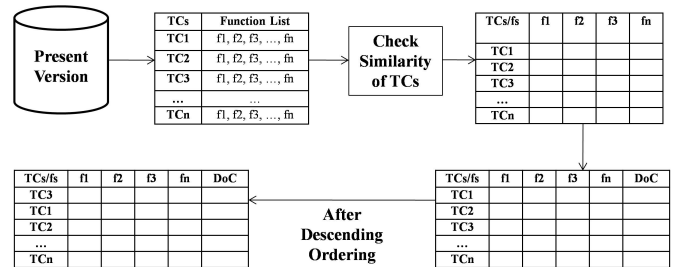 Present
Version
TCs Function List
TC1 f1, f2, f3, ..., fn
TC2 f1, f2, f3, ..., fn
TC3 f1, f2, f3, ..., fn
... ...
TCn f1, f2, f3, ..., fn
Check
Similarity
of TCs
TCs/fs f1 f2 f3 fn
TC1
TC2
TC3
...
TCn
TCs/fs f1 f2 f3 fn DoC
TC3
TC1
TC2
...
TCn
After
Descending
Ordering
TCs/fs f1 f2 f3 fn DoC
TC1
TC2
TC3
...
TCn